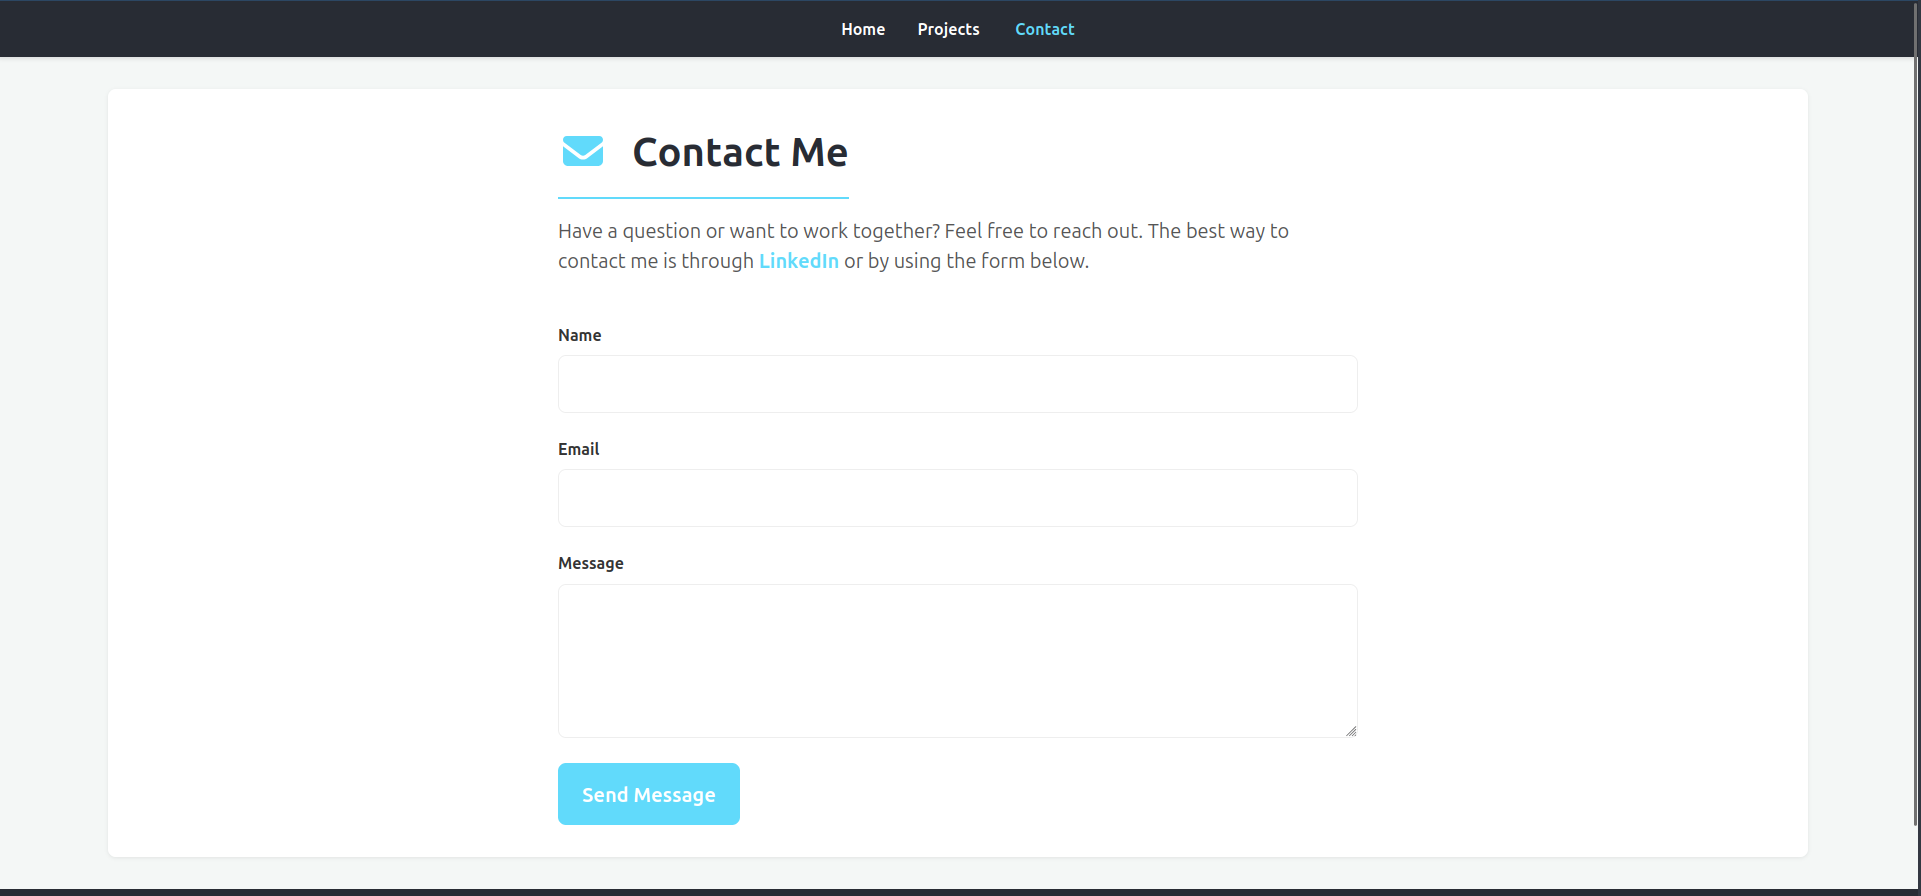 Home Projects Contact
Contact Me
Have a question or want to work together? Feel free to reach out. The best way to
contact me is through LinkedIn or by using the form below.
Name
Email
Message
Send Message